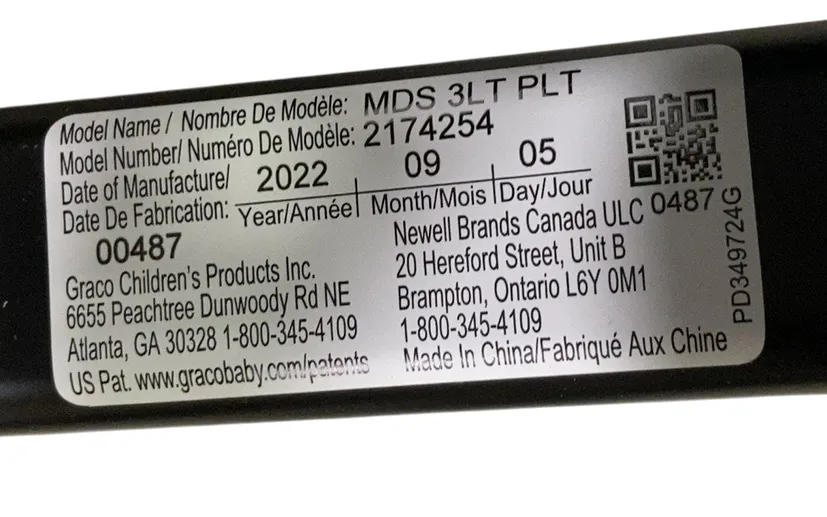 Model Name / Nombre De Modèle: MDS 3LT PLT
Model Number/ Numéro De Modèle: 2174254
Date of Manufacture/ 2022 09 05
Date De Fabrication: Year/Année Month/Mois Day/Jour
00487
Graco Children's Products Inc.
6655 Peachtree Dunwoody Rd NE
Atlanta, GA 30328 1-800-345-4109
US Pat. www.gracobaby.com/patents
Newell Brands Canada ULC 0487
20 Hereford Street, Unit B
Brampton, Ontario L6Y 0M1
1-800-345-4109
Made In China/Fabriqué Aux Chine
PD349724G